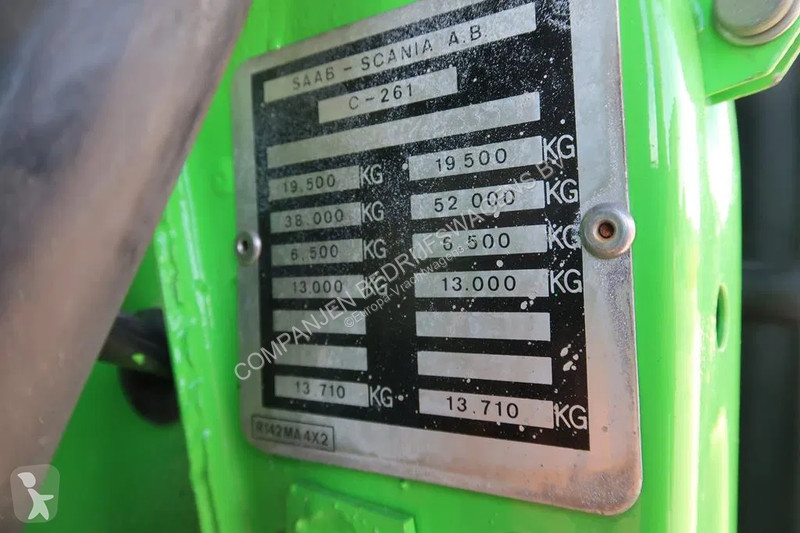 SAAB - SCANIA A.B
C-261
19.500 KG 19 500 KG
38.000 KG 52 000 KG
6.500 KG 6.500 KG
13.000 KG 13.000 KG
13.710 KG 13.710 KG
R142MA4X2
COMPANJEN BEDRIJFSWAGENS BV
©Europa-Vrachtwagens